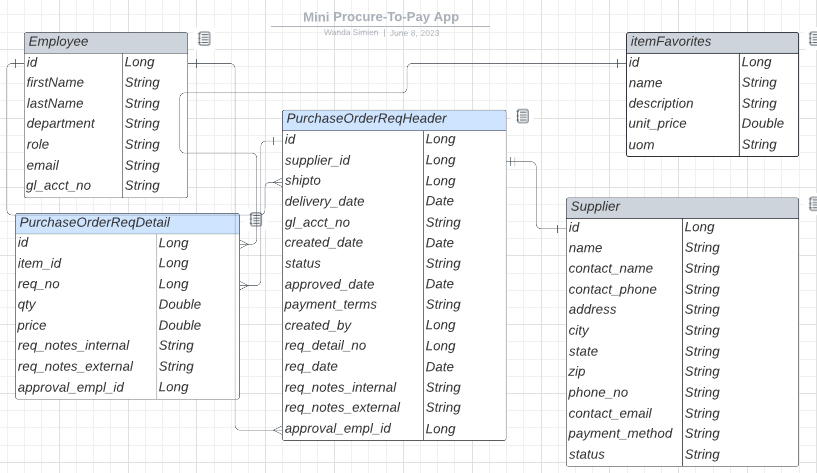 Mini Procure-To-Pay App
Wanda Simien | June 8, 2023
Employee
id Long
firstName String
lastName String
department String
role String
email String
gl_acct_no String
itemFavorites
id Long
name String
description String
unit_price Double
uom String
PurchaseOrderReqHeader
id Long
supplier_id Long
shipto Long
delivery_date Date
gl_acct_no String
created_date Date
status String
approved_date Date
payment_terms String
created_by Long
req_detail_no Long
req_date Date
req_notes_internal String
req_notes_external String
approval_empl_id Long
PurchaseOrderReqDetail
id Long
item_id Long
req_no Long
qty Double
price Double
req_notes_internal String
req_notes_external String
approval_empl_id Long
Supplier
id Long
name String
contact_name String
contact_phone String
address String
city String
state String
zip String
phone_no String
contact_email String
payment_method String
status String